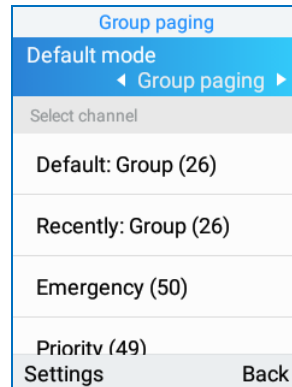 Group paging
Default mode
Group paging
Select channel
Default: Group (26)
Recently: Group (26)
Emergency (50)
Priority (49)
Settings Back